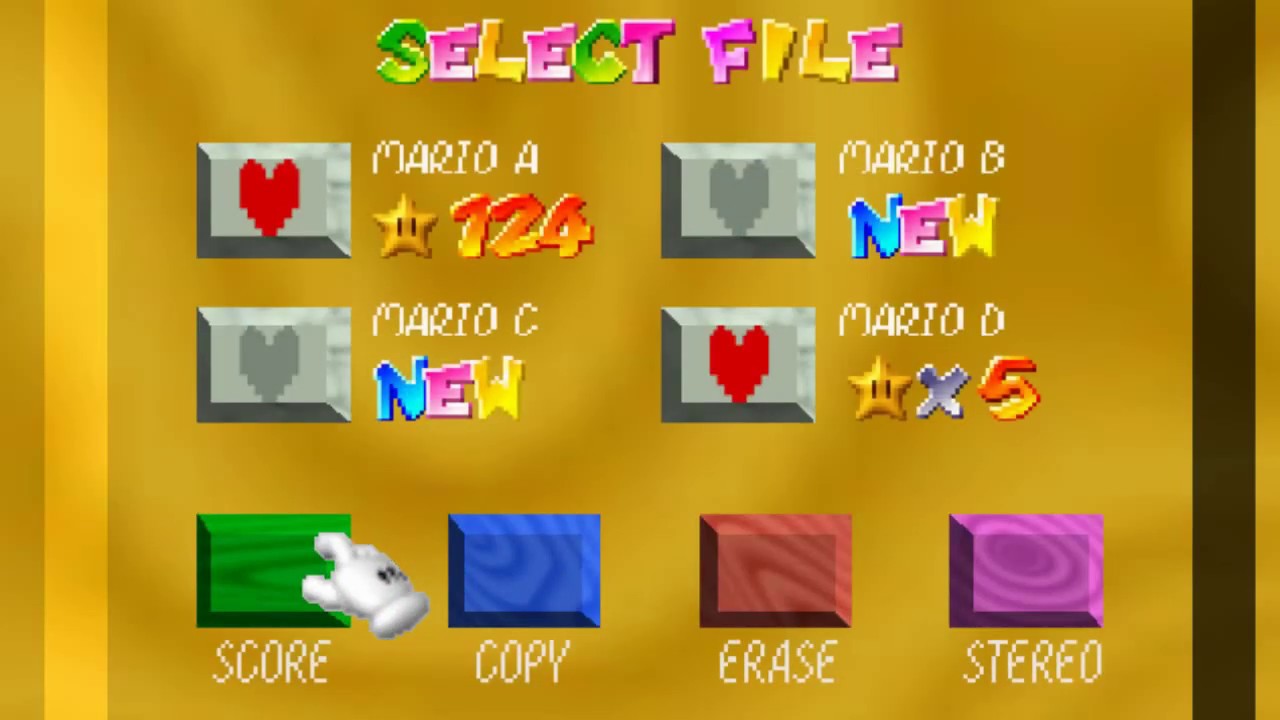 SELECT FILE
MARIO A
124
MARIO B
NEW
MARIO C
NEW
MARIO D
x 5
SCORE
COPY
ERASE
STEREO